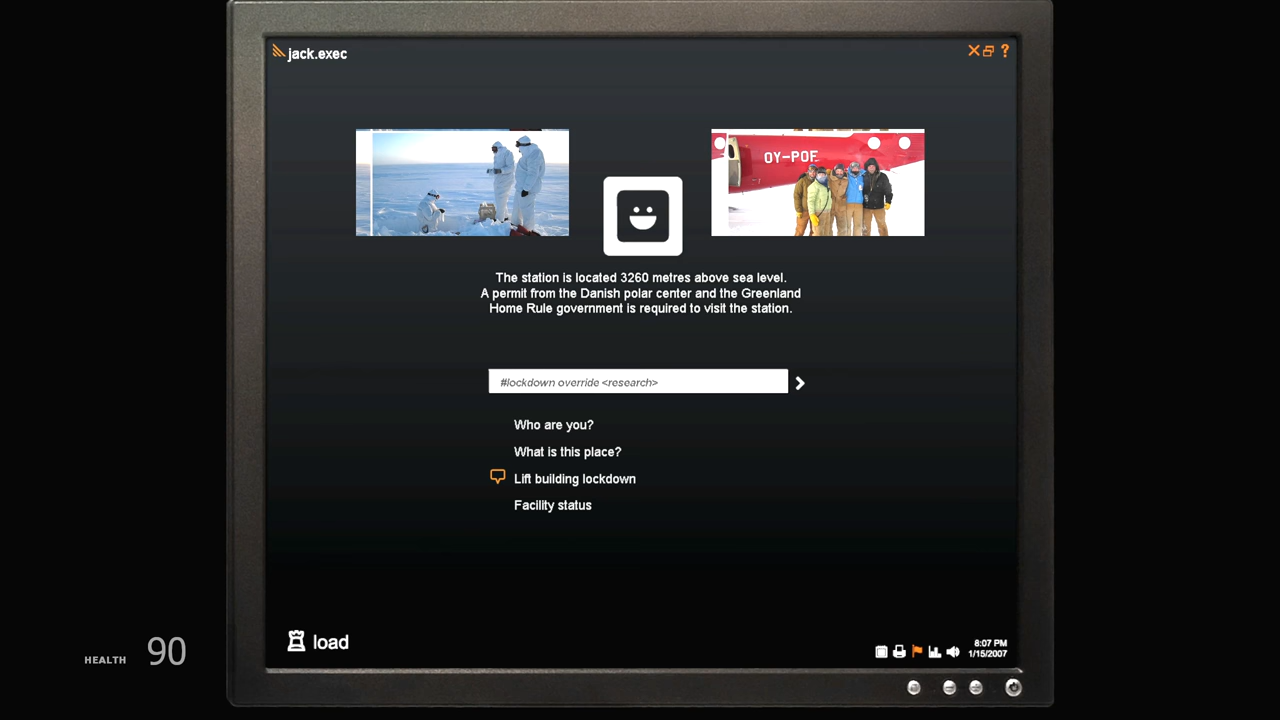 jack.exec
?
OY-POF
The station is located 3260 metres above sea level.
A permit from the Danish polar center and the Greenland
Home Rule government is required to visit the station.
#lockdown override <research>
Who are you?
What is this place?
Lift building lockdown
Facility status
load
8:07 PM
1/15/2007
HEALTH 90